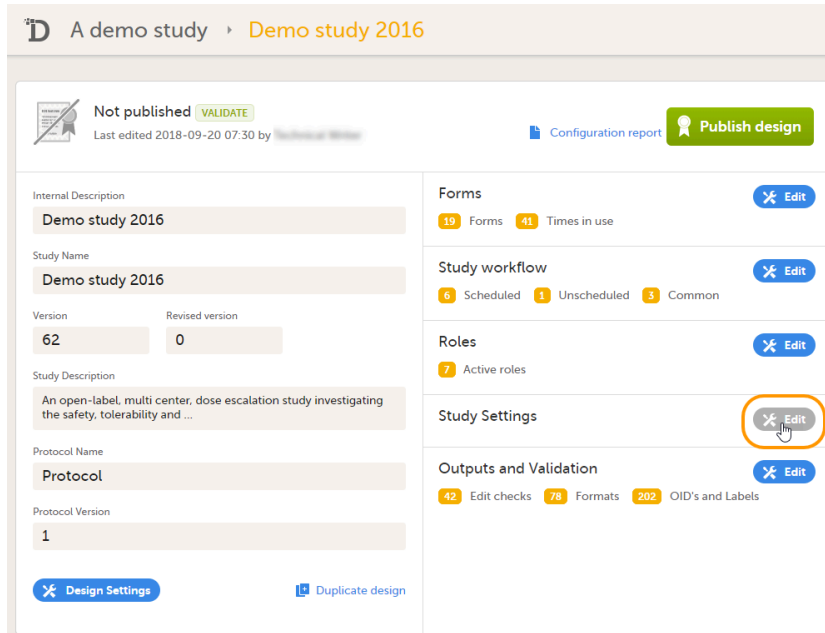 A demo study › Demo study 2016
Not published VALIDATE
Last edited 2018-09-20 07:30 by
Configuration report
Publish design
Internal Description
Demo study 2016
Study Name
Demo study 2016
Version Revised version
62 0
Study Description
An open-label, multi center, dose escalation study investigating
the safety, tolerability and ...
Protocol Name
Protocol
Protocol Version
1
Design Settings Duplicate design
Forms Edit
19 Forms 41 Times in use
Study workflow Edit
6 Scheduled 1 Unscheduled 3 Common
Roles Edit
7 Active roles
Study Settings Edit
Outputs and Validation Edit
42 Edit checks 78 Formats 202 OID's and Labels